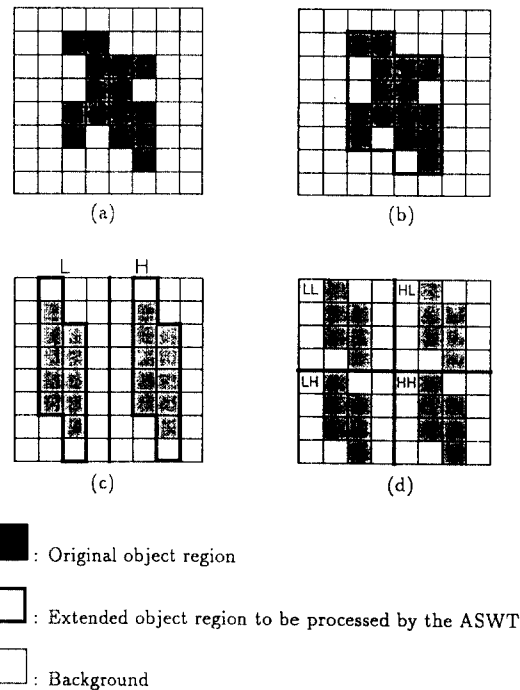 (a)
(b)
L H
(c)
LL HL
LH HH
(d)
: Original object region
: Extended object region to be processed by the ASWT
: Background